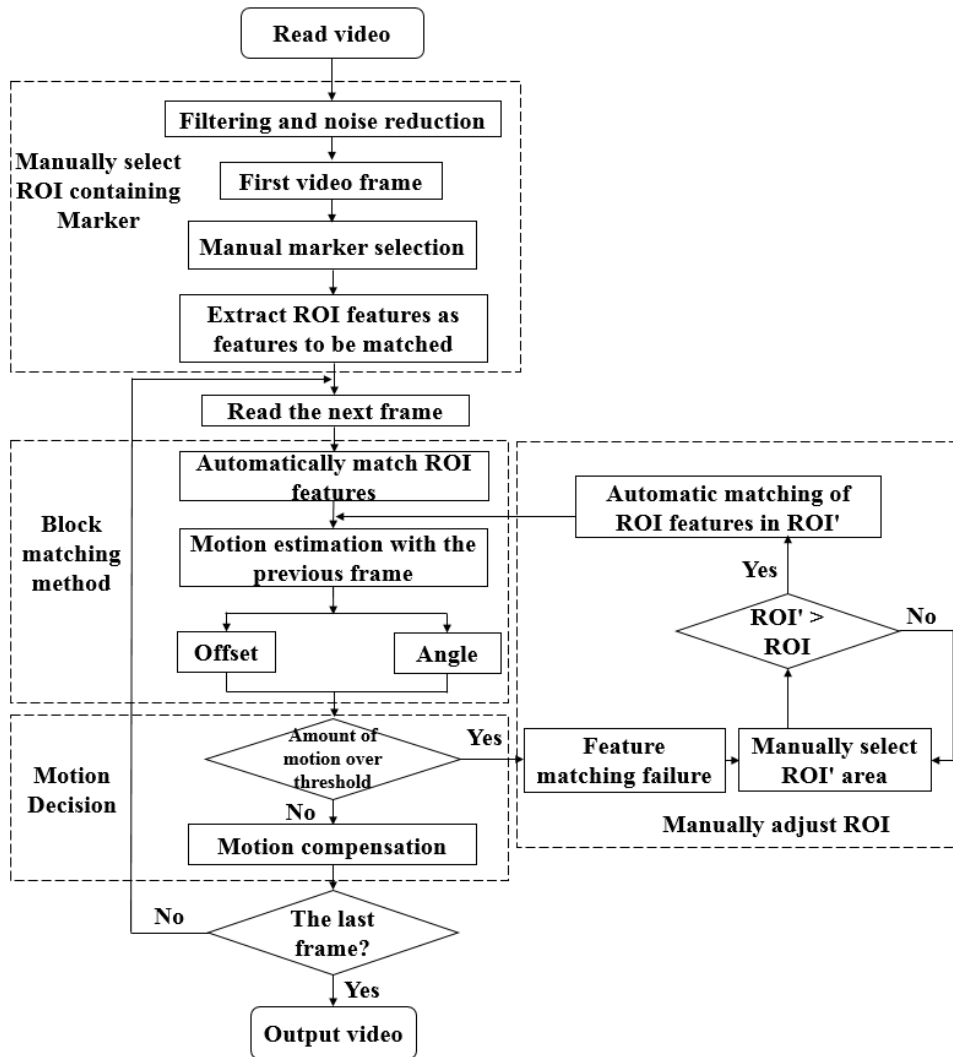 Read video
Filtering and noise reduction
Manually select
ROI containing
Marker
First video frame
Manual marker selection
Extract ROI features as
features to be matched
Read the next frame
Automatically match ROI
features
Block
matching
method
Motion estimation with the
previous frame
Offset
Angle
Automatic matching of
ROI features in ROI'
Yes
ROI' >
ROI
No
Amount of
motion over
threshold
Yes
Feature
matching failure
Manually select
ROI' area
Manually adjust ROI
Motion
Decision
No
Motion compensation
No
The last
frame?
Yes
Output video